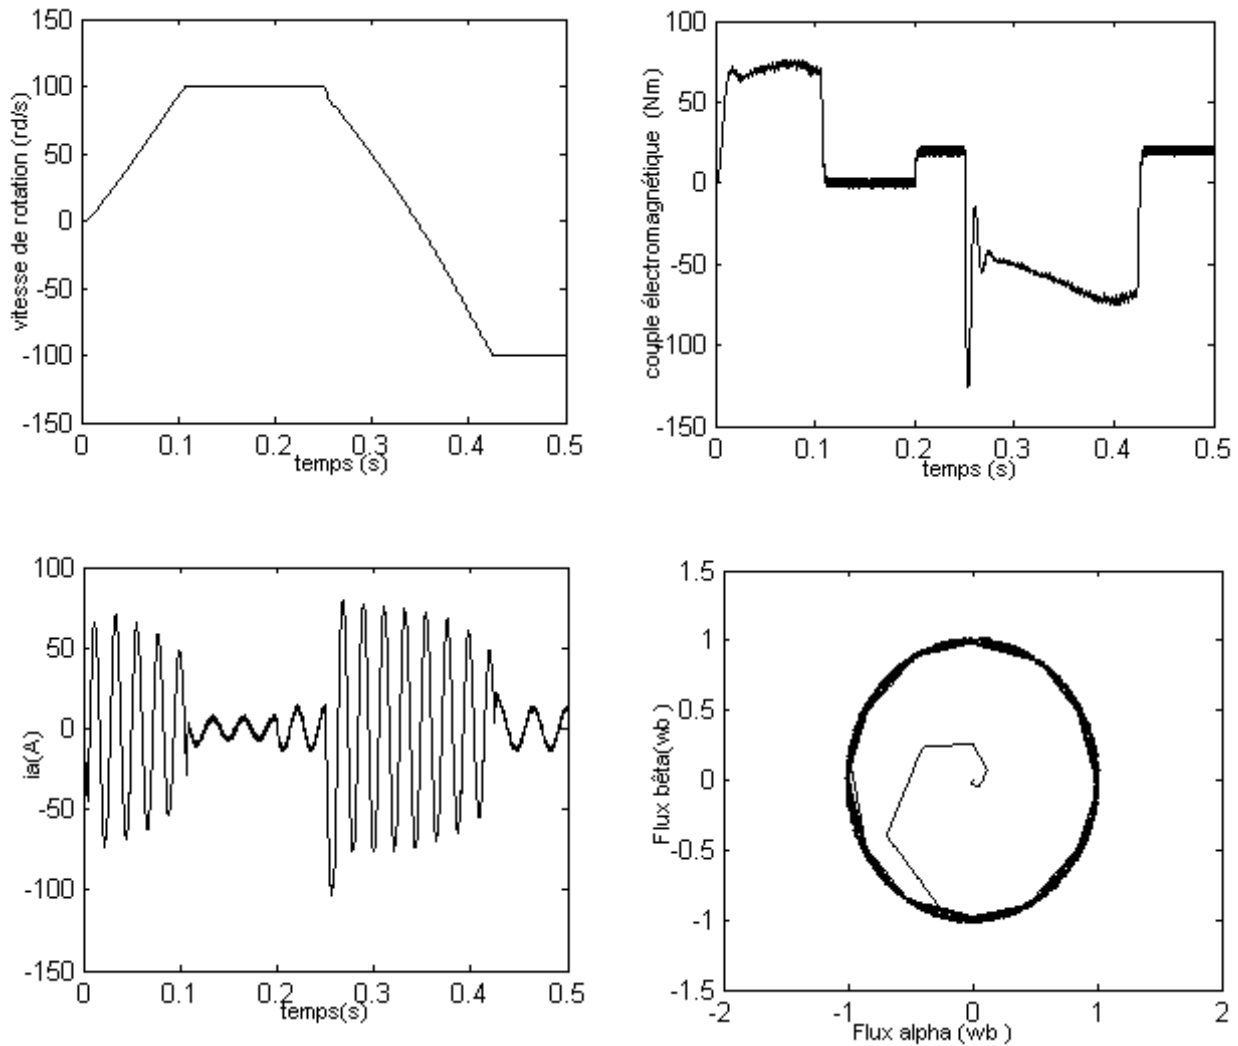 150
100
50
0
-50
-100
-150
vitesse de rotation (rd/s)
0 0.1 0.2 0.3 0.4 0.5
temps (s)
100
50
0
-50
-100
-150
couple électromagnétique (Nm)
0 0.1 0.2 0.3 0.4 0.5
temps (s)
100
50
0
-50
-100
-150
ia(A)
0 0.1 0.2 0.3 0.4 0.5
temps(s)
1.5
1
0.5
0
-0.5
-1
-1.5
Flux bêta(wb )
-2 -1 0 1 2
Flux alpha (wb )